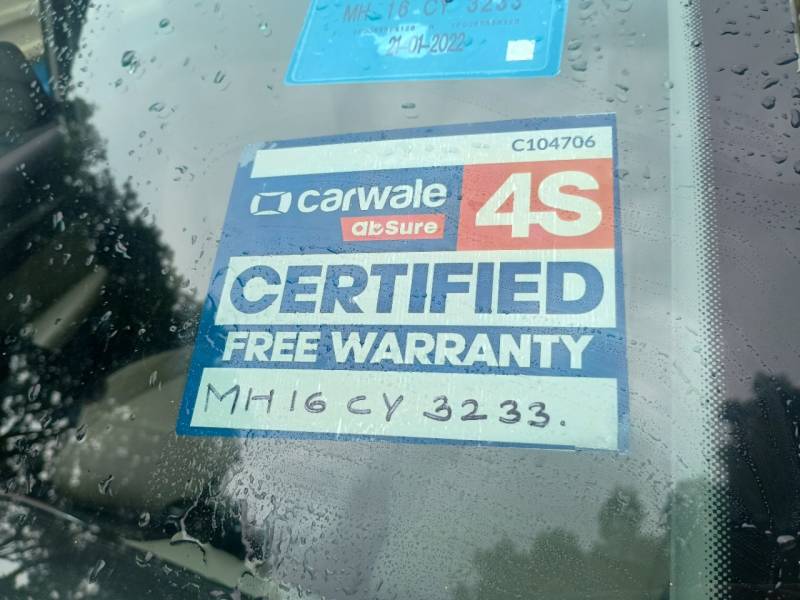 MH 16 CY 3233
21-01-2022
C104706
carwale
abSure
4S
CERTIFIED
FREE WARRANTY
MH 16 CY 3233.